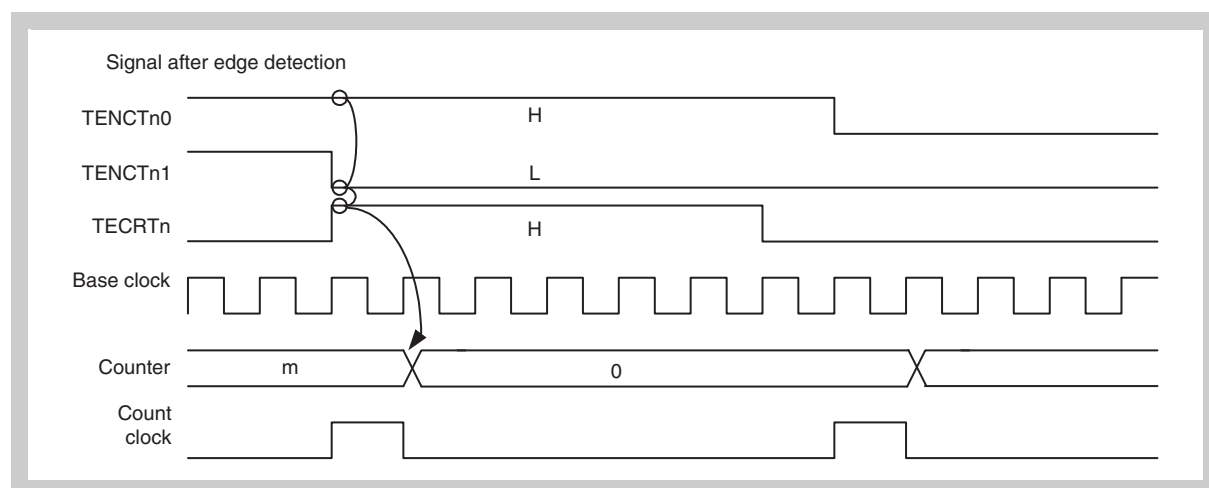 Signal after edge detection
TENCTn0
H
TENCTn1
L
TECRTn
H
Base clock
Counter
m
0
Count
clock